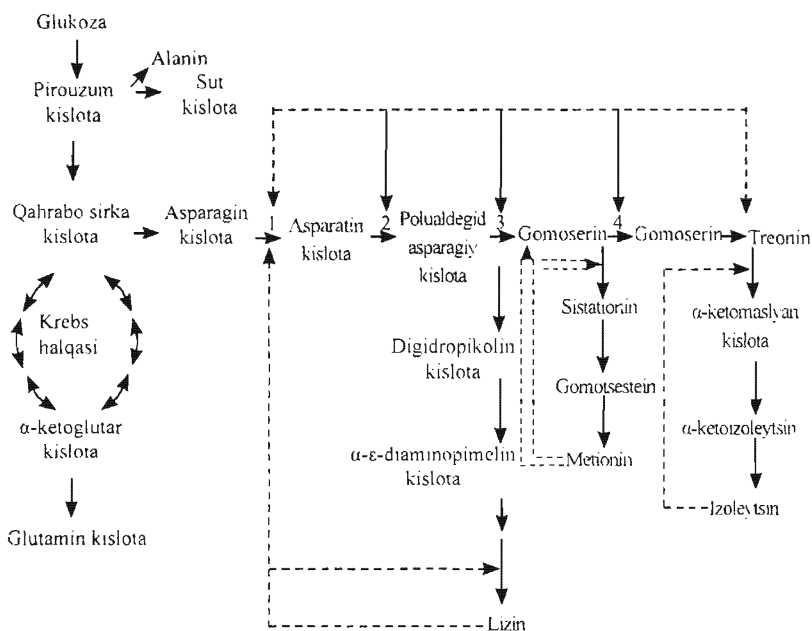 Glukoza
Alanin
Pirouzum
kislota
Sut
kislota
Qahrabo sirka
kislota
Asparagin
kislota
1
Asparatin
kislota
2
Polualdegid
asparagiy
kislota
3
Gomoserin
4
Gomoserin
Treonin
Krebs
halqasi
α-ketoglutar
kislota
Glutamin kislota
Digidropikolin
kislota
α-ε-diaminopimelin
kislota
Lizin
Sistationin
Gomotsestein
Metionin
α-ketomaslyan
kislota
α-ketoizoleytsin
Izoleytsin